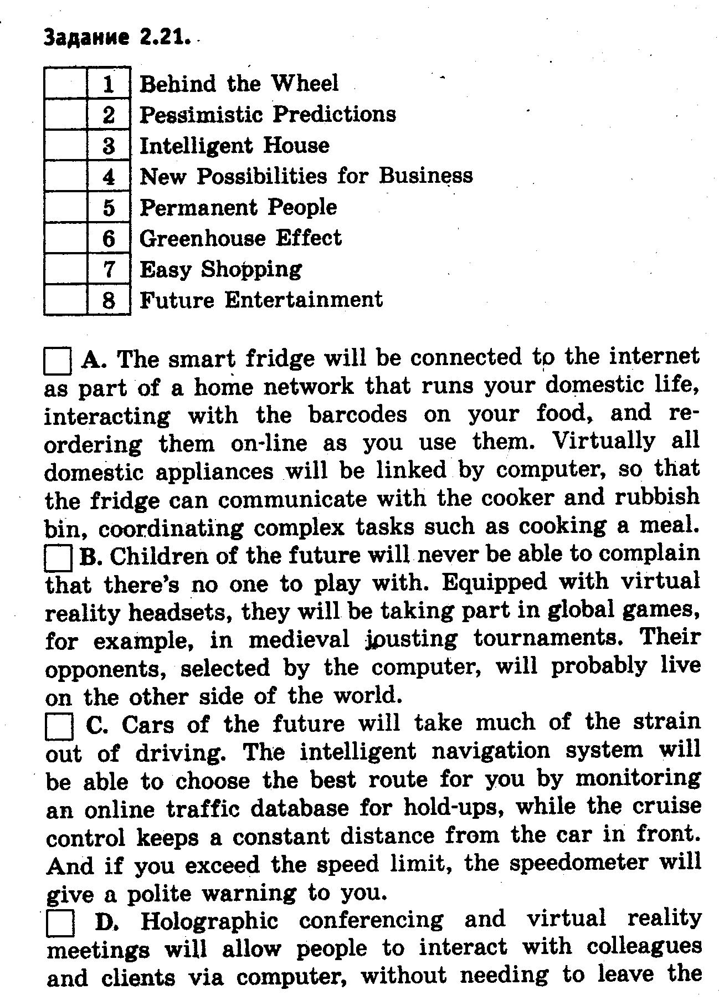 Задание 2.21.
1 Behind the Wheel
2 Pessimistic Predictions
3 Intelligent House
4 New Possibilities for Business
5 Permanent People
6 Greenhouse Effect
7 Easy Shopping
8 Future Entertainment
A. The smart fridge will be connected to the internet
as part of a home network that runs your domestic life,
interacting with the barcodes on your food, and re-
ordering them on-line as you use them. Virtually all
domestic appliances will be linked by computer, so that
the fridge can communicate with the cooker and rubbish
bin, coordinating complex tasks such as cooking a meal.
B. Children of the future will never be able to complain
that there's no one to play with. Equipped with virtual
reality headsets, they will be taking part in global games,
for example, in medieval jousting tournaments. Their
opponents, selected by the computer, will probably live
on the other side of the world.
C. Cars of the future will take much of the strain
out of driving. The intelligent navigation system will
be able to choose the best route for you by monitoring
an online traffic database for hold-ups, while the cruise
control keeps a constant distance from the car in front.
And if you exceed the speed limit, the speedometer will
give a polite warning to you.
D. Holographic conferencing and virtual reality
meetings will allow people to interact with colleagues
and clients via computer, without needing to leave the